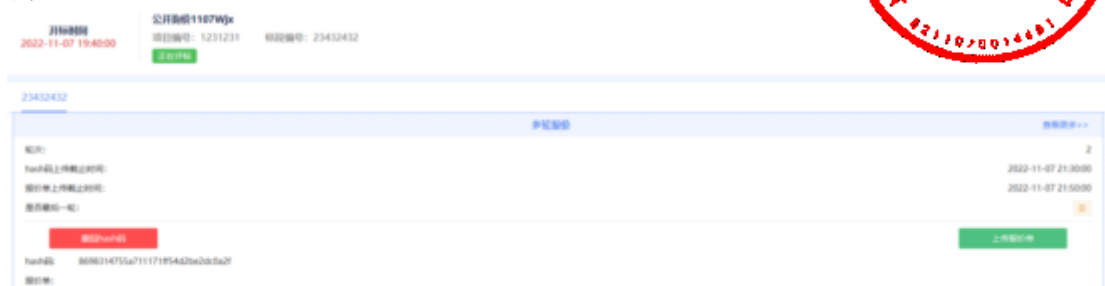 开标时间
2022-11-07 19:40:00
公开询价1107Wjx
项目编号：1231231 标段编号：23432432
正在评标
23432432
多轮报价 查看更多>>
轮次： 2
hash码上传截止时间： 2022-11-07 21:30:00
报价单上传截止时间： 2022-11-07 21:50:00
是否最后一轮：
撤回hash码 上传报价单
hash码： 8698314755a711171ff54d2be2dc0a2f
报价单：